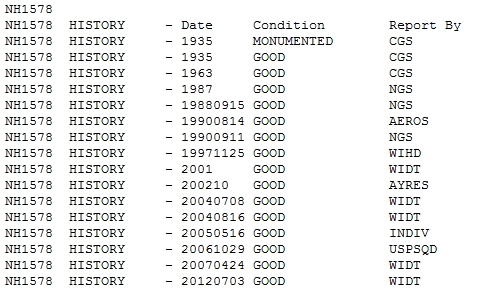 NH1578
NH1578  HISTORY     - Date     Condition        Report By
NH1578  HISTORY     - 1935     MONUMENTED       CGS
NH1578  HISTORY     - 1935     GOOD             CGS
NH1578  HISTORY     - 1963     GOOD             CGS
NH1578  HISTORY     - 1987     GOOD             NGS
NH1578  HISTORY     - 19880915 GOOD             NGS
NH1578  HISTORY     - 19900814 GOOD             AEROS
NH1578  HISTORY     - 19900911 GOOD             NGS
NH1578  HISTORY     - 19971125 GOOD             WIHD
NH1578  HISTORY     - 2001     GOOD             WIDT
NH1578  HISTORY     - 200210   GOOD             AYRES
NH1578  HISTORY     - 20040708 GOOD             WIDT
NH1578  HISTORY     - 20040816 GOOD             WIDT
NH1578  HISTORY     - 20050516 GOOD             INDIV
NH1578  HISTORY     - 20061029 GOOD             USPSQD
NH1578  HISTORY     - 20070424 GOOD             WIDT
NH1578  HISTORY     - 20120703 GOOD             WIDT